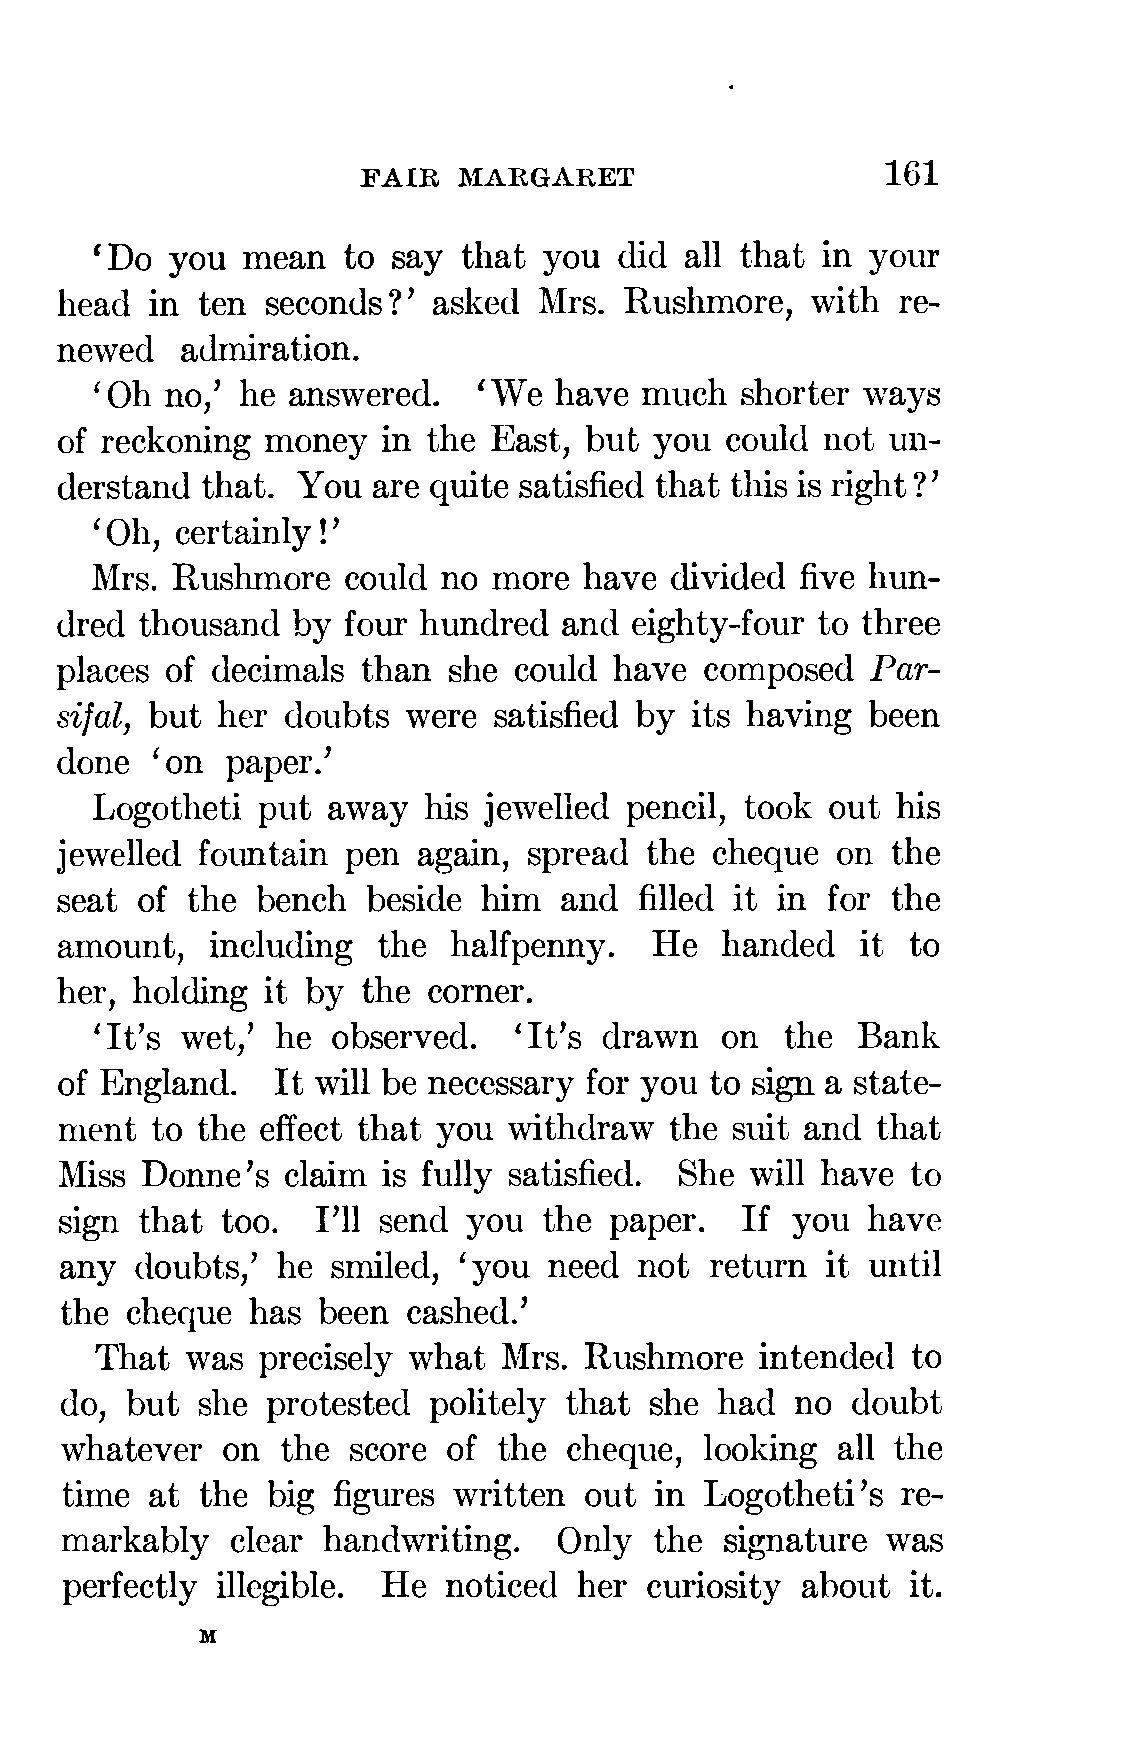 FAIR MARGARET 161
'Do you mean to say that you did all that in your
head in ten seconds?' asked Mrs. Rushmore, with re-
newed admiration.
'Oh no,' he answered. 'We have much shorter ways
of reckoning money in the East, but you could not un-
derstand that. You are quite satisfied that this is right?'
'Oh, certainly!'
Mrs. Rushmore could no more have divided five hun-
dred thousand by four hundred and eighty-four to three
places of decimals than she could have composed Par-
sifal, but her doubts were satisfied by its having been
done 'on paper.'
Logotheti put away his jewelled pencil, took out his
jewelled fountain pen again, spread the cheque on the
seat of the bench beside him and filled it in for the
amount, including the halfpenny. He handed it to
her, holding it by the corner.
'It's wet,' he observed. 'It's drawn on the Bank
of England. It will be necessary for you to sign a state-
ment to the effect that you withdraw the suit and that
Miss Donne's claim is fully satisfied. She will have to
sign that too. I'll send you the paper. If you have
any doubts,' he smiled, 'you need not return it until
the cheque has been cashed.'
That was precisely what Mrs. Rushmore intended to
do, but she protested politely that she had no doubt
whatever on the score of the cheque, looking all the
time at the big figures written out in Logotheti's re-
markably clear handwriting. Only the signature was
perfectly illegible. He noticed her curiosity about it.
M